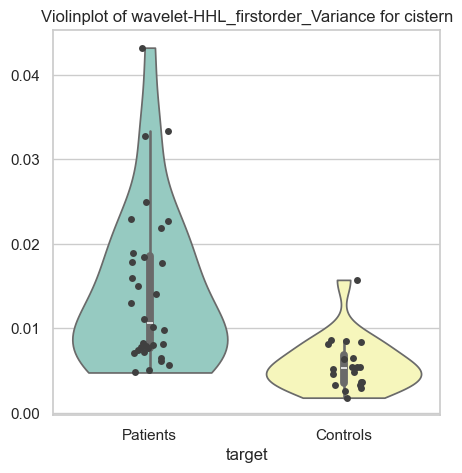 Violinplot of wavelet-HHL_firstorder_Variance for cistern
0.04
0.03
0.02
0.01
0.00
Patients
Controls
target